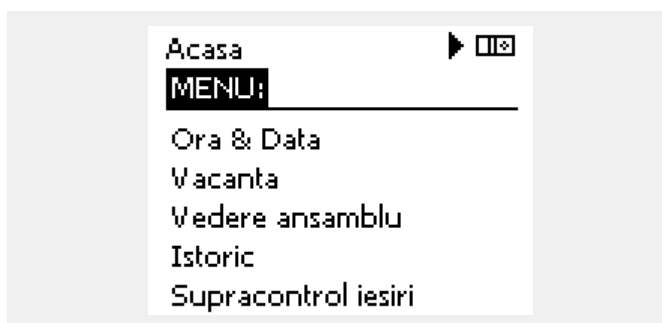 Acasa
MENU:
Ora & Data
Vacanta
Vedere ansamblu
Istoric
Supracontrol iesiri